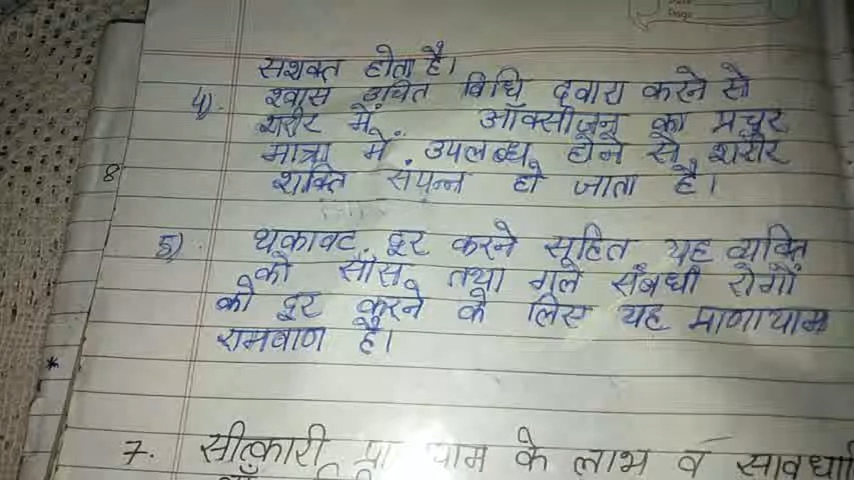 सशक्त होता है।
4). श्वास उचित विधि द्वारा करने से
शरीर में ऑक्सीजन का प्रचुर
मात्रा में उपलब्ध होने से शरीर
8 शक्ति संपन्न हो जाता है।
5) थकावट दूर करने सहित यह व्यक्ति
की साँस तथा गले संबंधी रोगों
को दूर करने के लिए यह प्राणायाम
रामबाण है।
*
7. सीत्कारी के लाभ व